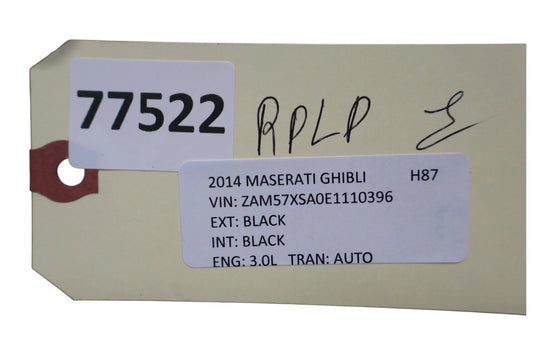 77522
RPLP
2014 MASERATI GHIBLI H87
VIN: ZAM57XSA0E1110396
EXT: BLACK
INT: BLACK
ENG: 3.0L TRAN: AUTO